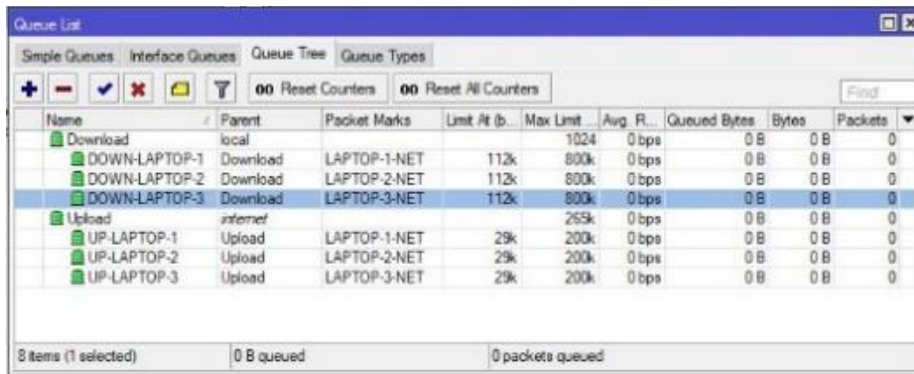 Queue List
Simple Queues Interface Queues Queue Tree Queue Types
00 Reset Counters 00 Reset All Counters Find
Name Parent Packet Marks Limit At (b... Max Limit ... Avg. R... Queued Bytes Bytes Packets
Download local 1024 0 bps 0 B 0 B 0
DOWN-LAPTOP-1 Download LAPTOP-1-NET 112k 800k 0 bps 0 B 0 B 0
DOWN-LAPTOP-2 Download LAPTOP-2-NET 112k 800k 0 bps 0 B 0 B 0
DOWN-LAPTOP-3 Download LAPTOP-3-NET 112k 800k 0 bps 0 B 0 B 0
Upload internet 265k 0 bps 0 B 0 B 0
UP-LAPTOP-1 Upload LAPTOP-1-NET 29k 200k 0 bps 0 B 0 B 0
UP-LAPTOP-2 Upload LAPTOP-2-NET 29k 200k 0 bps 0 B 0 B 0
UP-LAPTOP-3 Upload LAPTOP-3-NET 29k 200k 0 bps 0 B 0 B 0
8 items (1 selected) 0 B queued 0 packets queued